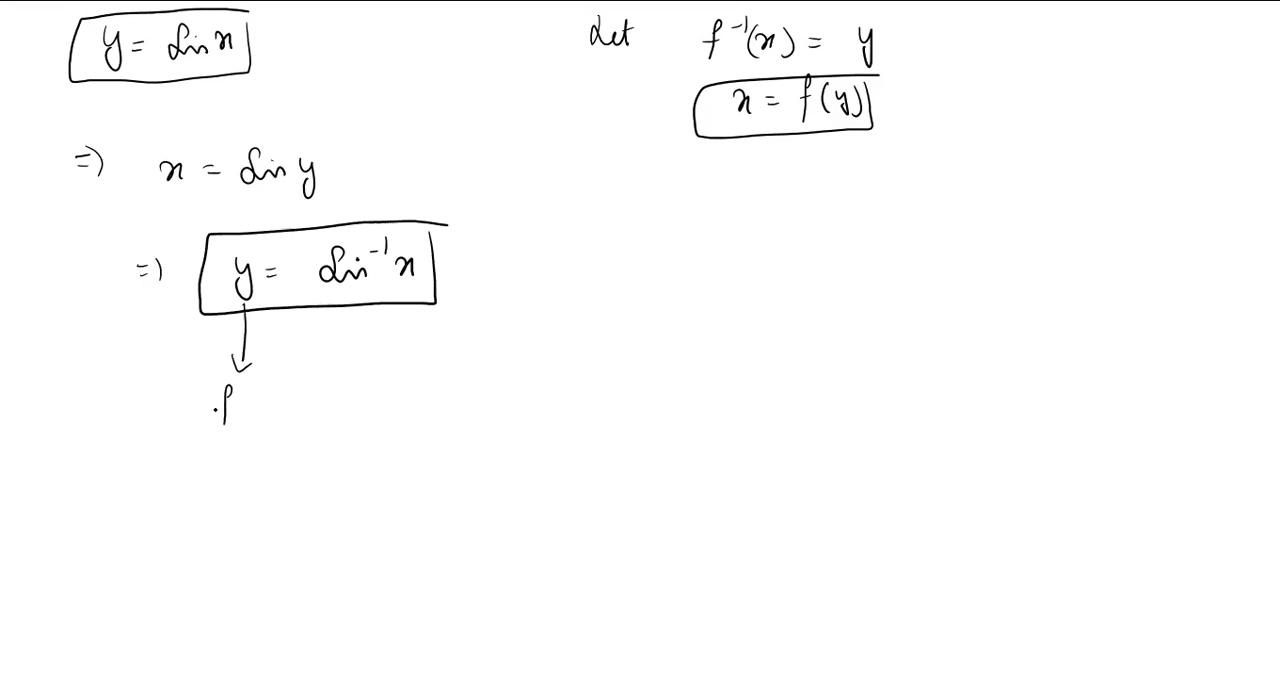 y = sin x
=) x = sin y
=) y = sin⁻¹ x
.f
Let f⁻¹(x) = y
x = f(y)